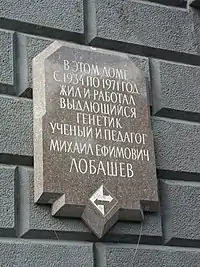 В ЭТОМ ДОМЕ
С 1934 ПО 1971 ГОД
ЖИЛ И РАБОТАЛ
ВЫДАЮЩИЙСЯ
ГЕНЕТИК
УЧЕНЫЙ И ПЕДАГОГ
МИХАИЛ ЕФИМОВИЧ
ЛОБАШЕВ